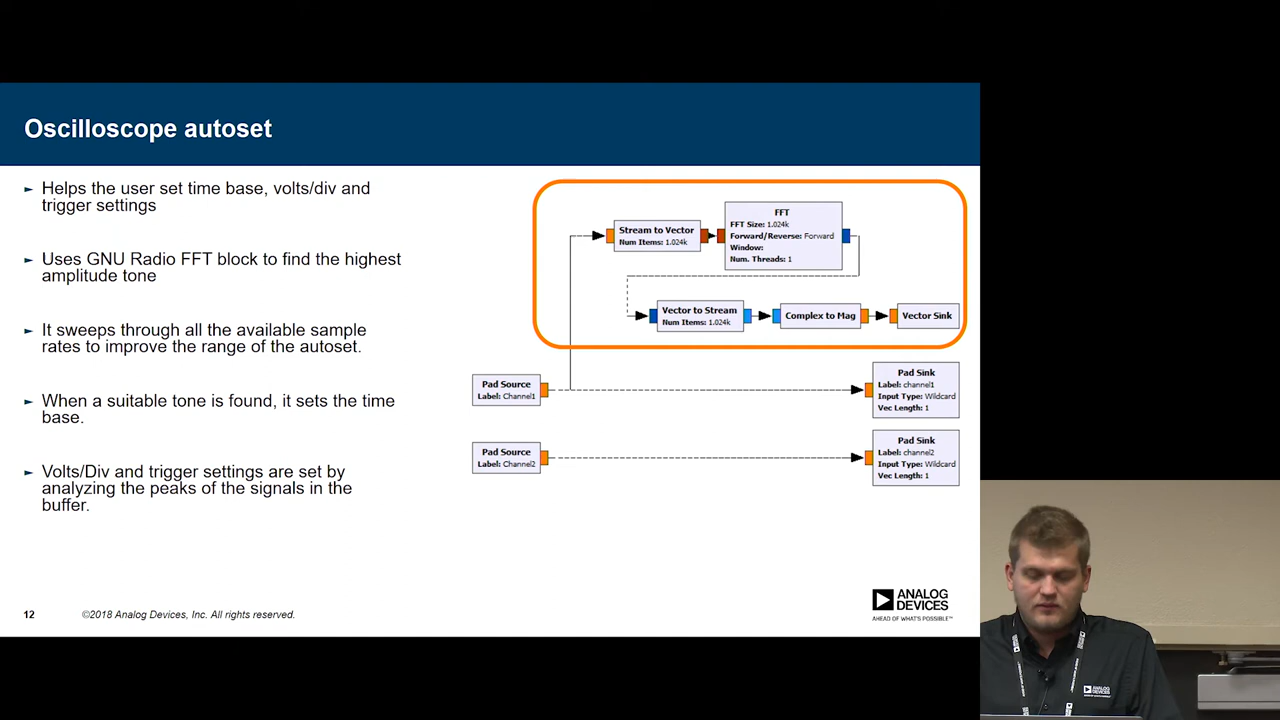 Oscilloscope autoset
► Helps the user set time base, volts/div and
trigger settings
► Uses GNU Radio FFT block to find the highest
amplitude tone
► It sweeps through all the available sample
rates to improve the range of the autoset.
► When a suitable tone is found, it sets the time
base.
► Volts/Div and trigger settings are set by
analyzing the peaks of the signals in the
buffer.
Stream to Vector
Num Items: 1.024k
FFT
FFT Size: 1.024k
Forward/Reverse: Forward
Window:
Num. Threads: 1
Vector to Stream
Num Items: 1.024k
Complex to Mag
Vector Sink
Pad Source
Label: Channel1
Pad Sink
Label: channel1
Input Type: Wildcard
Vec Length: 1
Pad Source
Label: Channel2
Pad Sink
Label: channel2
Input Type: Wildcard
Vec Length: 1
12
©2018 Analog Devices, Inc. All rights reserved.
ANALOG
DEVICES
AHEAD OF WHAT'S POSSIBLE™
ANALOG
DEVICES